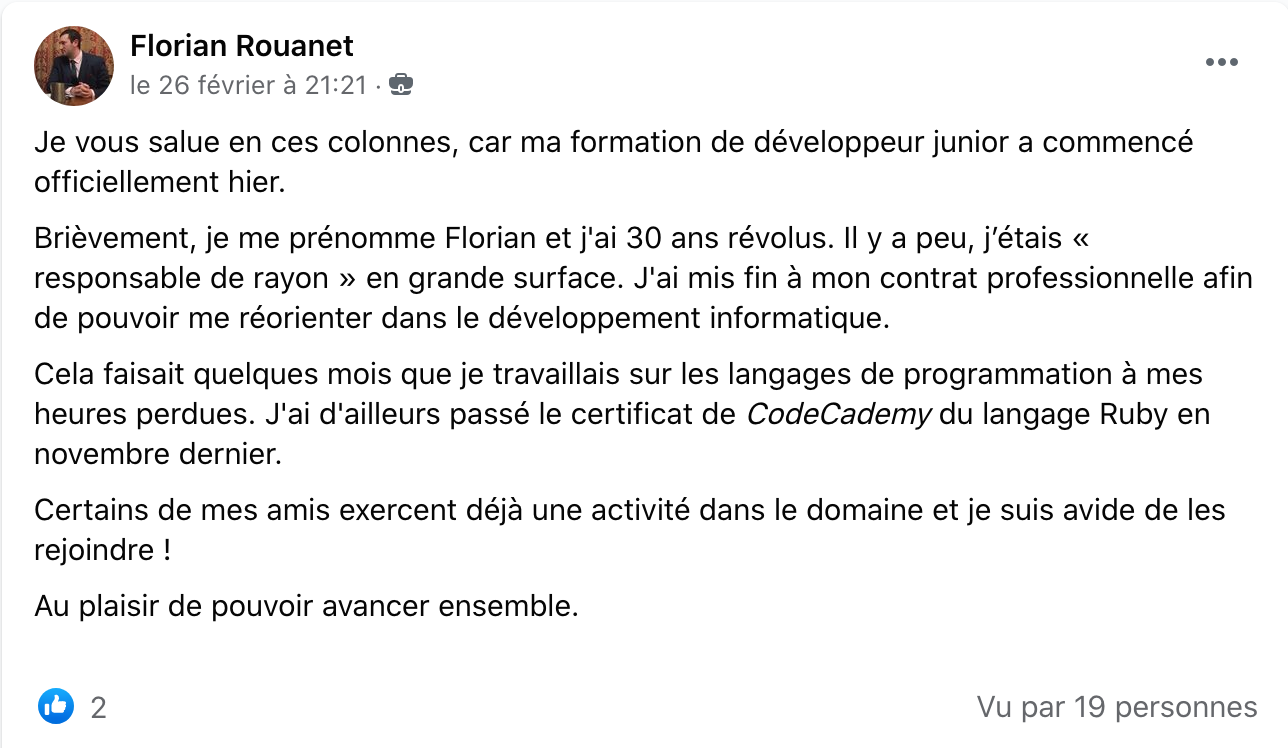 Florian Rouanet
le 26 février à 21:21 ·
Je vous salue en ces colonnes, car ma formation de développeur junior a commencé
officiellement hier.
Brièvement, je me prénomme Florian et j'ai 30 ans révolus. Il y a peu, j’étais «
responsable de rayon » en grande surface. J'ai mis fin à mon contrat professionnelle afin
de pouvoir me réorienter dans le développement informatique.
Cela faisait quelques mois que je travaillais sur les langages de programmation à mes
heures perdues. J'ai d'ailleurs passé le certificat de CodeCademy du langage Ruby en
novembre dernier.
Certains de mes amis exercent déjà une activité dans le domaine et je suis avide de les
rejoindre !
Au plaisir de pouvoir avancer ensemble.
2 Vu par 19 personnes